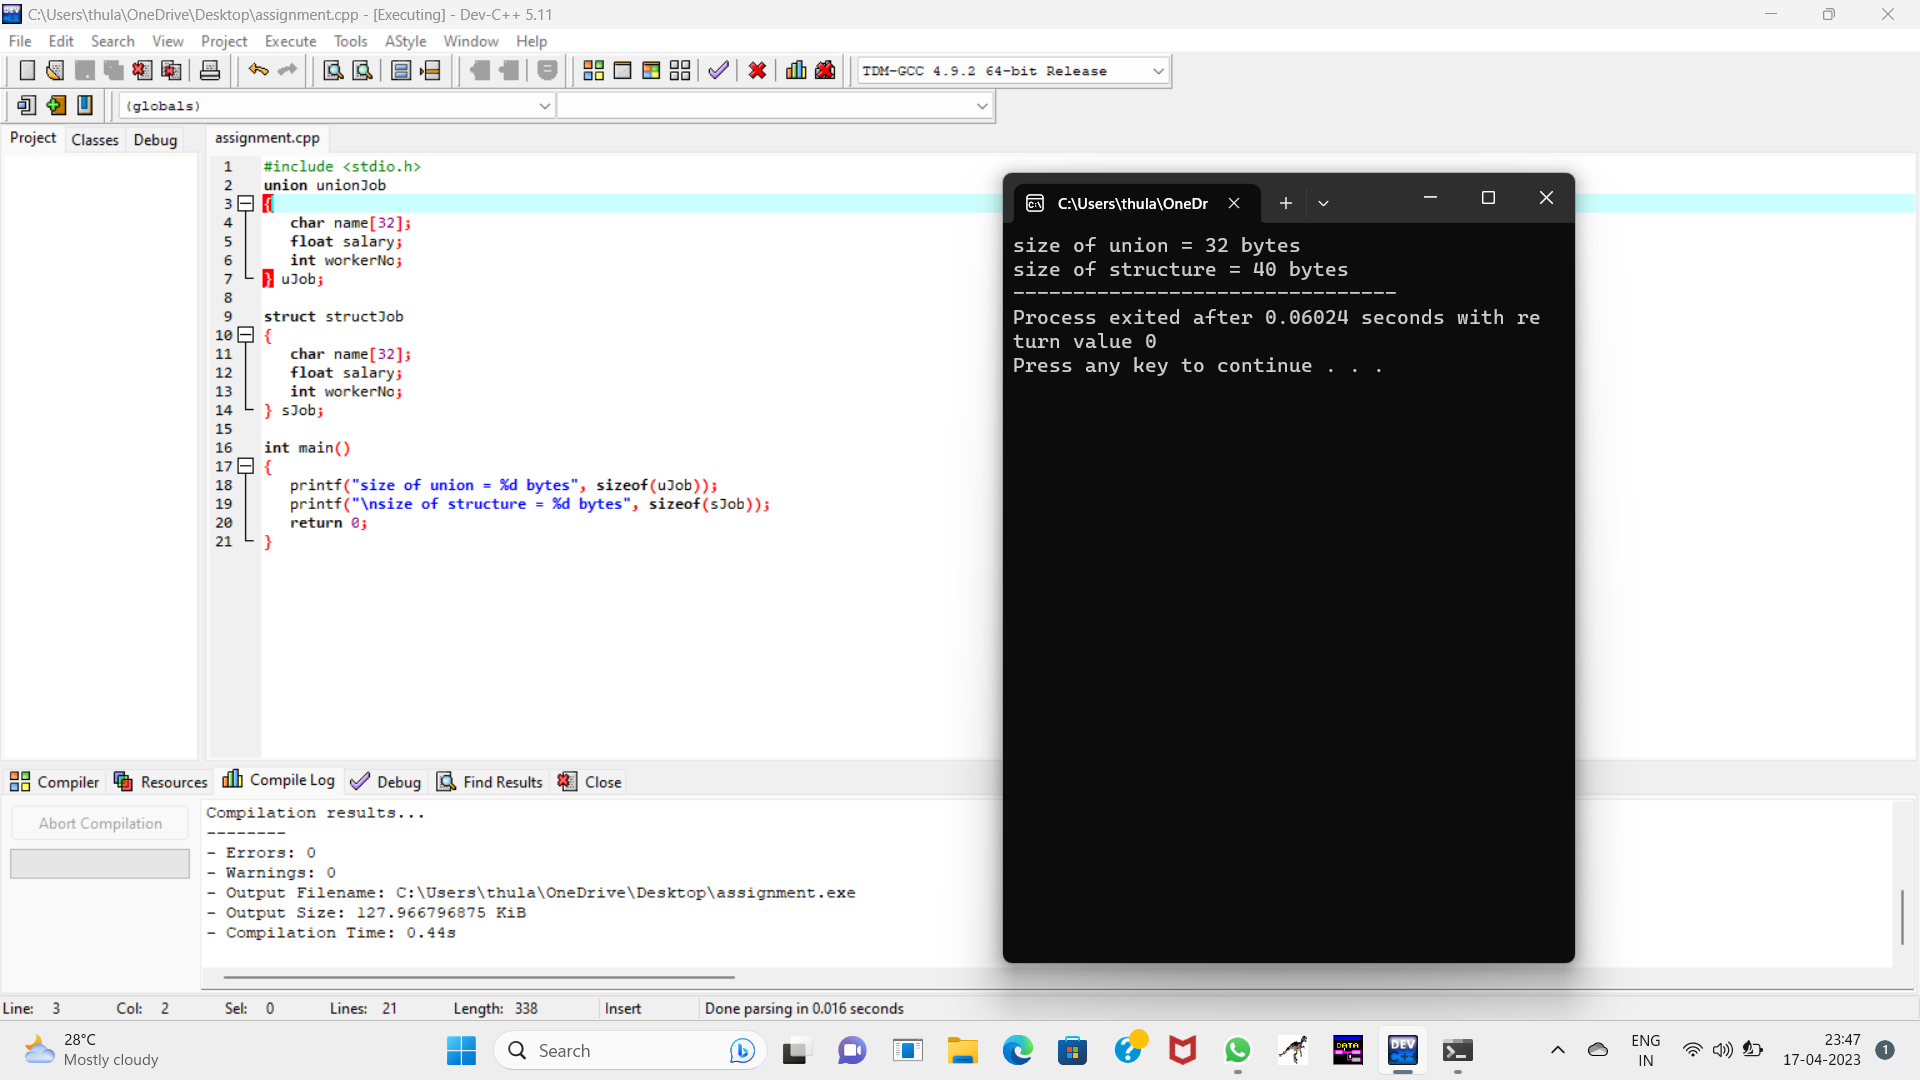 C:\Users\thula\OneDrive\Desktop\assignment.cpp - [Executing] - Dev-C++ 5.11
File Edit Search View Project Execute Tools AStyle Window Help
TDM-GCC 4.9.2 64-bit Release
(globals)
Project Classes Debug
assignment.cpp
1 #include <stdio.h>
2 union unionJob
3 {
4 char name[32];
5 float salary;
6 int workerNo;
7 } uJob;
8
9 struct structJob
10 {
11 char name[32];
12 float salary;
13 int workerNo;
14 } sJob;
15
16 int main()
17 {
18 printf("size of union = %d bytes", sizeof(uJob));
19 printf("\nsize of structure = %d bytes", sizeof(sJob));
20 return 0;
21 }
C:\Users\thula\OneDr
size of union = 32 bytes
size of structure = 40 bytes
--------------------------------
Process exited after 0.06024 seconds with re
turn value 0
Press any key to continue . . .
Compiler Resources Compile Log Debug Find Results Close
Abort Compilation
Compilation results...
--------
- Errors: 0
- Warnings: 0
- Output Filename: C:\Users\thula\OneDrive\Desktop\assignment.exe
- Output Size: 127.966796875 KiB
- Compilation Time: 0.44s
Line: 3 Col: 2 Sel: 0 Lines: 21 Length: 338 Insert Done parsing in 0.016 seconds
28°C
Mostly cloudy
Search
DATA
DEV
C++
ENG
IN
23:47
17-04-2023
1